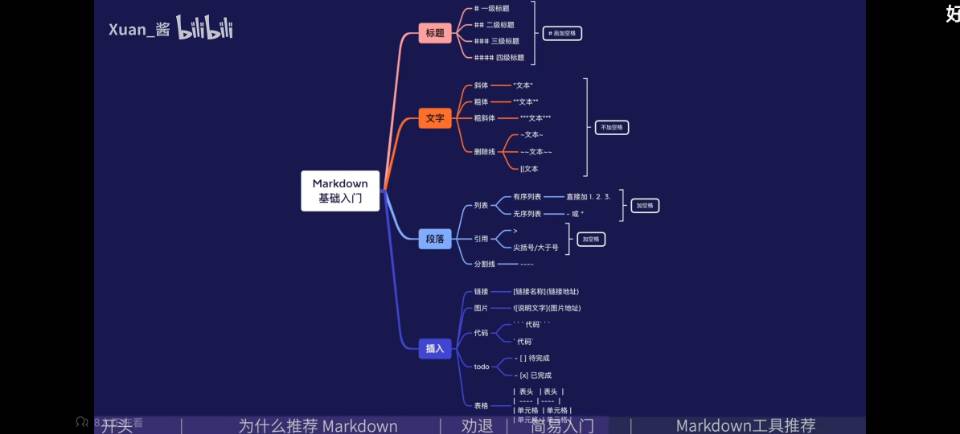 Xuan_酱 bilibili
好
Markdown
基础入门
标题
# 一级标题
## 二级标题
### 三级标题
#### 四级标题
# 后加空格
文字
斜体
*文本*
粗体
**文本**
粗斜体
***文本***
删除线
~文本~
~~文本~~
||文本
不加空格
段落
列表
有序列表
直接加 1. 2. 3.
无序列表
- 或 *
加空格
引用
>
尖括号/大于号
加空格
分割线
----
插入
链接
[链接名称](链接地址)
图片
![说明文字](图片地址)
代码
``` 代码```
` 代码`
todo
- [ ] 待完成
- [x] 已完成
表格
| 表头 | 表头 |
| ---- | ---- |
| 单元格 | 单元格 |
| 单元格 | 单元格 |
开头
为什么推荐 Markdown
劝退
简易入门
Markdown工具推荐